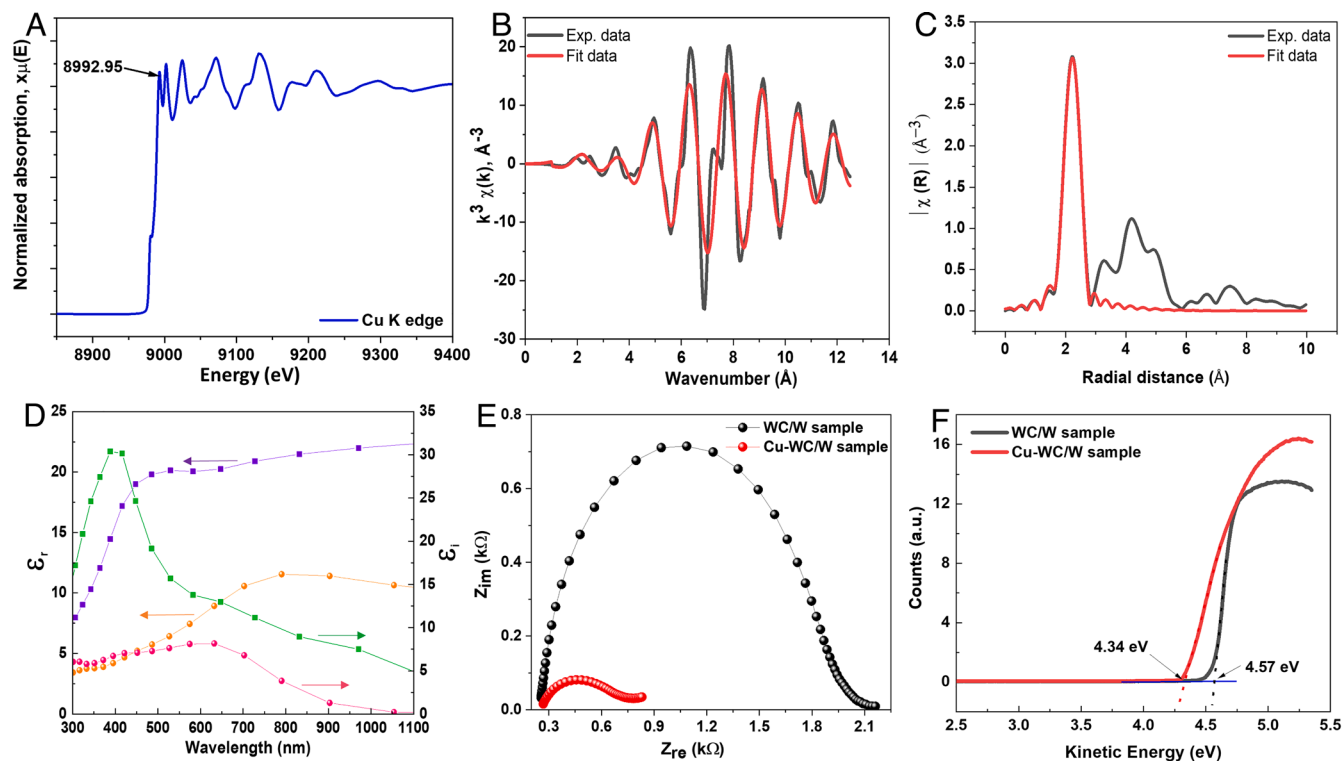 A
Normalized absorption, xμ(E)
8992.95
Cu K edge
8900 9000 9100 9200 9300 9400
Energy (eV)
B
Exp. data
Fit data
k³ χ(k), Å⁻³
30
20
10
0
-10
-20
-30
0 2 4 6 8 10 12 14
Wavenumber (Å)
C
Exp. data
Fit data
|χ (R)| (Å⁻³)
3.5
3.0
2.5
2.0
1.5
1.0
0.5
0.0
0 2 4 6 8 10
Radial distance (Å)
D
εr
25
20
15
10
5
0
εi
35
30
25
20
15
10
5
0
300 400 500 600 700 800 900 1000 1100
Wavelength (nm)
E
WC/W sample
Cu-WC/W sample
Zim (kΩ)
0.8
0.6
0.4
0.2
0.0
0.3 0.6 0.9 1.2 1.5 1.8 2.1
Zre (kΩ)
F
WC/W sample
Cu-WC/W sample
Counts (a.u.)
16
12
8
4
0
4.34 eV
4.57 eV
2.5 3.0 3.5 4.0 4.5 5.0 5.5
Kinetic Energy (eV)